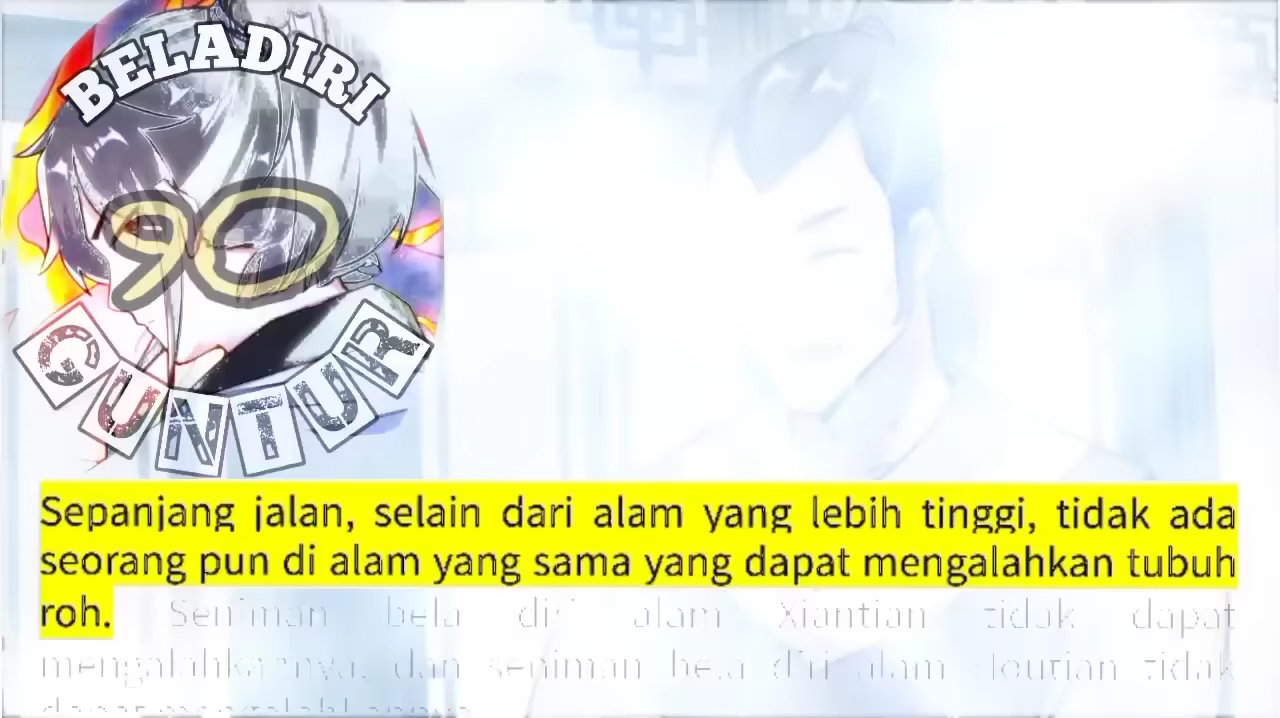 BELADIRI
90
GUNTUR
Sepanjang jalan, selain dari alam yang lebih tinggi, tidak ada
seorang pun di alam yang sama yang dapat mengalahkan tubuh
roh. Seniman bela diri alam Xiantian tidak dapat
mengalahkannya, dan seniman bela diri alam Houtian tidak